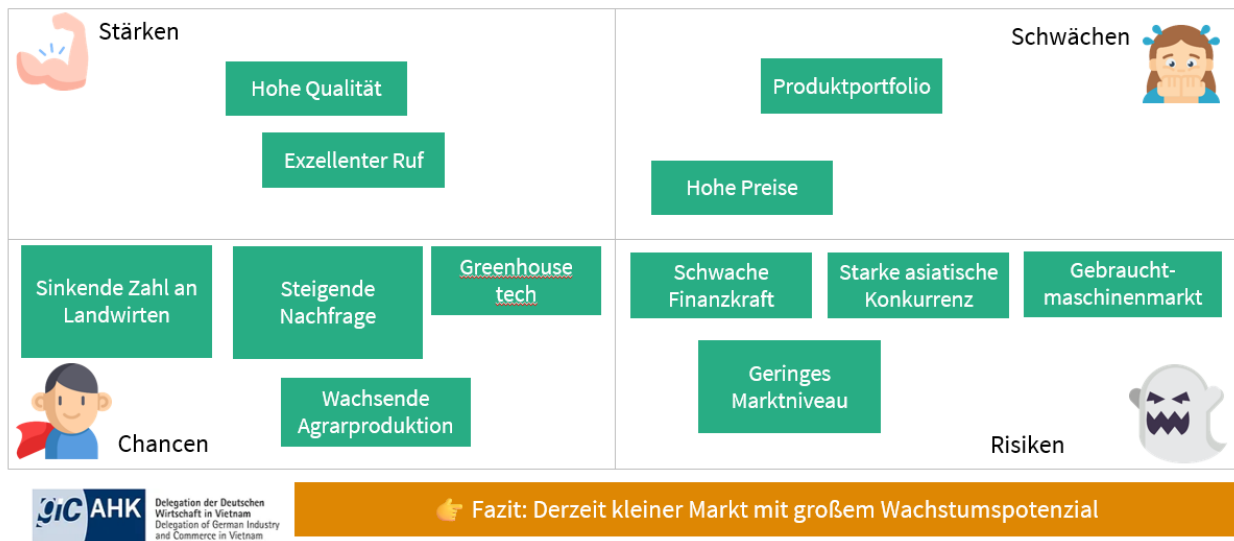 Stärken
Hohe Qualität
Exzellenter Ruf
Schwächen
Produktportfolio
Hohe Preise
Sinkende Zahl an
Landwirten
Steigende
Nachfrage
Greenhouse
tech
Wachsende
Agrarproduktion
Chancen
Schwache
Finanzkraft
Starke asiatische
Konkurrenz
Gebraucht-
maschinenmarkt
Geringes
Marktniveau
Risiken
GIC AHK
Delegation der Deutschen
Wirtschaft in Vietnam
Delegation of German Industry
and Commerce in Vietnam
👉 Fazit: Derzeit kleiner Markt mit großem Wachstumspotenzial